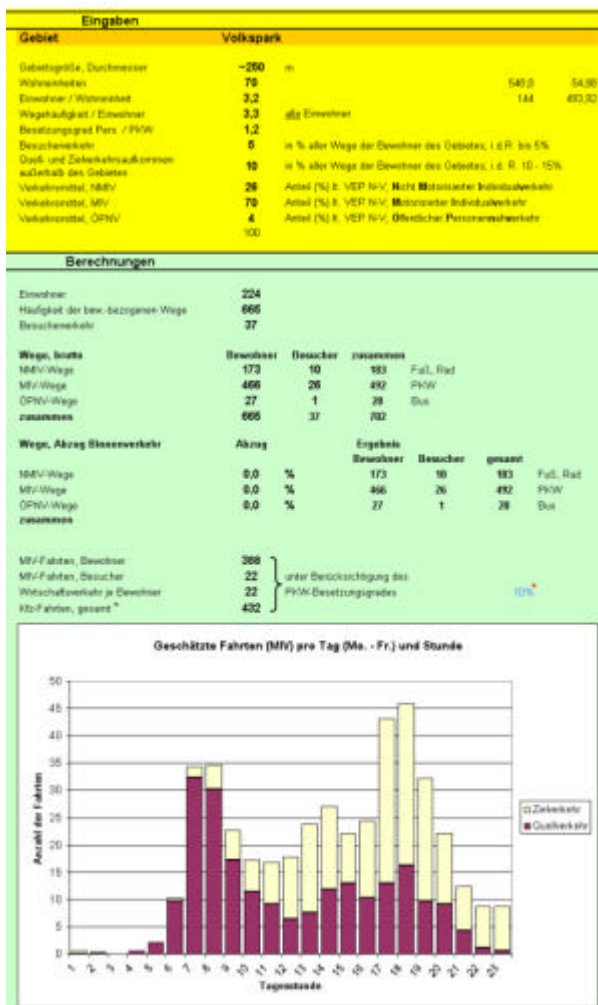 Eingaben
Gebiet Volkspark
Gebietsgröße, Durchmesser ~250 m
Wohneinheiten 70
Einwohner / Wohneinheit 3,2 144
Wegehäufigkeit / Einwohner 3,3 alle Einwohner
Besetzungsgrad Pers. / PKW 1,2
Besucherverkehr 5 in % aller Wege der Bewohner des Gebietes; i.d.R. bis 5%
Quell- und Zielverkehrsaufkommen
außerhalb des Gebietes 10 in % aller Wege der Bewohner des Gebietes; i.d. R. 10 - 15%
Verkehrsmittel, NMIV 26 Anteil (%) lt. VEP N-V; Nicht Motorisierter Individualverkehr
Verkehrsmittel, MIV 70 Anteil (%) lt. VEP N-V; Motorisierter Individualverkehr
Verkehrsmittel, ÖPNV 4 Anteil (%) lt. VEP N-V; Öffentlicher Personennahverkehr
100
Berechnungen
Einwohner 224
Häufigkeit der bew.-bezogenen Wege 665
Besucherverkehr 37
Wege, brutto Bewohner Besucher zusammen
NMIV-Wege 173 10 183 Fuß, Rad
MIV-Wege 466 26 492 PKW
ÖPNV-Wege 27 1 28 Bus
zusammen 665 37 702
Wege, Abzug Binnenverkehr Abzug Ergebnis
Bewohner Besucher gesamt
NMIV-Wege 0,0 % 173 10 183 Fuß, Rad
MIV-Wege 0,0 % 466 26 492 PKW
ÖPNV-Wege 0,0 % 27 1 28 Bus
zusammen
MIV-Fahrten, Bewohner 388
MIV-Fahrten, Besucher 22 unter Berücksichtigung des
Wirtschaftsverkehr je Bewohner 22 PKW-Besetzungsgrades 10%
Kfz-Fahrten, gesamt * 432
Geschätzte Fahrten (MIV) pro Tag (Mo. - Fr.) und Stunde
Anzahl der Fahrten
50
45
40
35
30
25
20
15
10
5
0
1 2 3 4 5 6 7 8 9 10 11 12 13 14 15 16 17 18 19 20 21 22 23
Tagesstunde
Zielverkehr
Quellverkehr